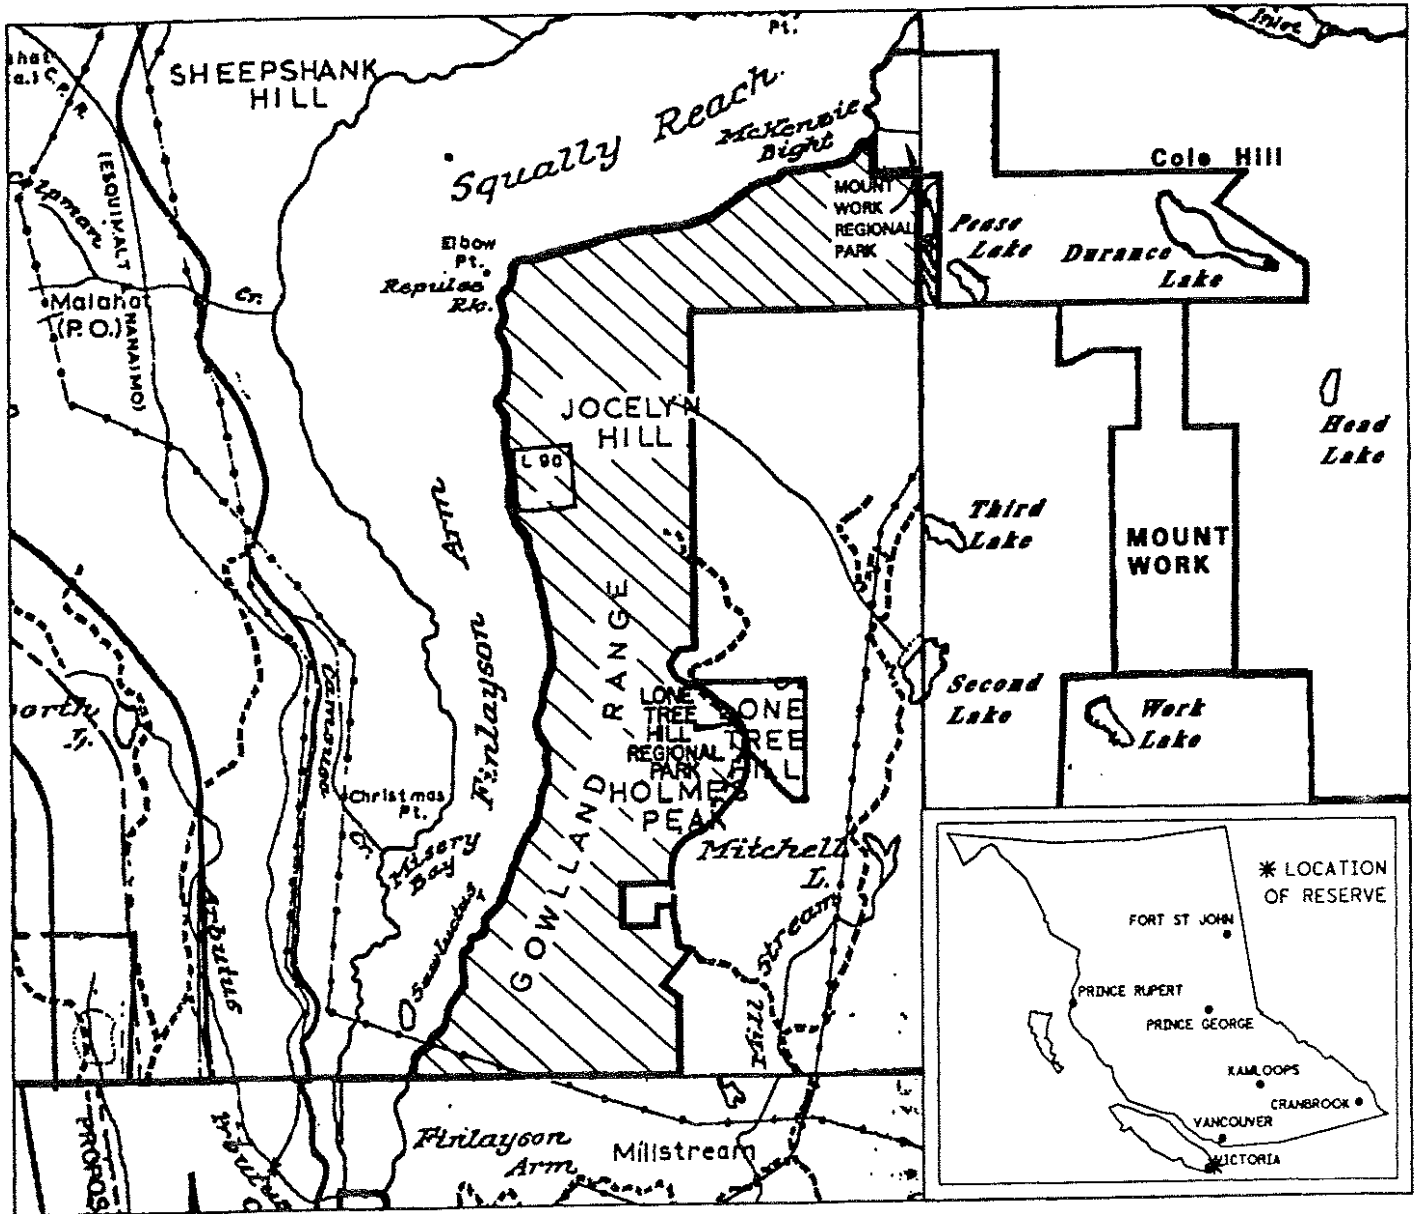 Inlet
Pt.
SHEEPSHANK
HILL
C.P.R.
Squally Reach
McKenzie
Bight
Cole Hill
(ESQUIMALT & NANAIMO)
MOUNT
WORK
REGIONAL
PARK
Pease
Lake
Durance
Lake
Elbow
Pt.
Repulse
Rk.
Malahat
(P.O.)
Cr.
JOCELYN
HILL
L 90
Head
Lake
Third
Lake
MOUNT
WORK
Finlayson Arm
GOWLLAND RANGE
LONE
TREE
HILL
REGIONAL
PARK
LONE
TREE
HILL
Second
Lake
Work
Lake
HOLMES
PEAK
Christmas
Pt.
Cr.
Misery
Bay
Mitchell
L.
Mill Stream
Arbutus
Finlayson
Arm
Millstream
PROPOS
✳ LOCATION
OF RESERVE
FORT ST JOHN
PRINCE RUPERT
PRINCE GEORGE
KAMLOOPS
CRANBROOK
VANCOUVER
VICTORIA